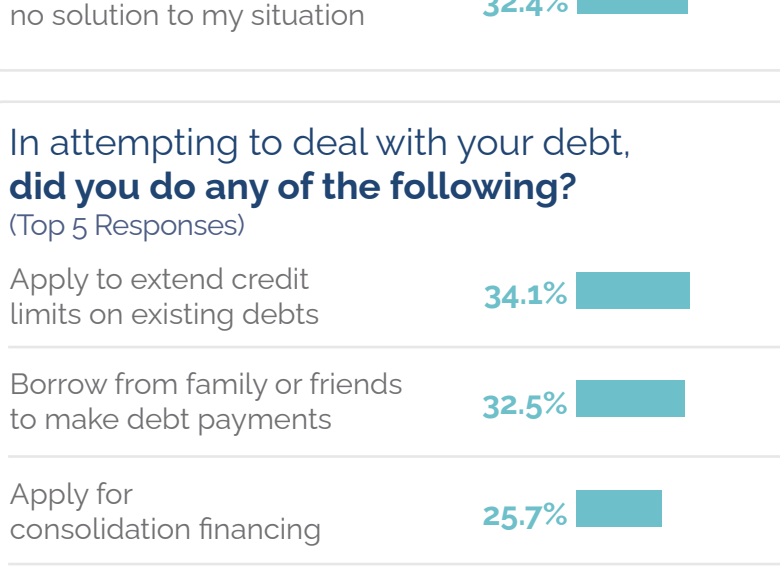 no solution to my situation
32.4%
In attempting to deal with your debt,
did you do any of the following?
(Top 5 Responses)
Apply to extend credit
limits on existing debts
34.1%
Borrow from family or friends
to make debt payments
32.5%
Apply for
consolidation financing
25.7%